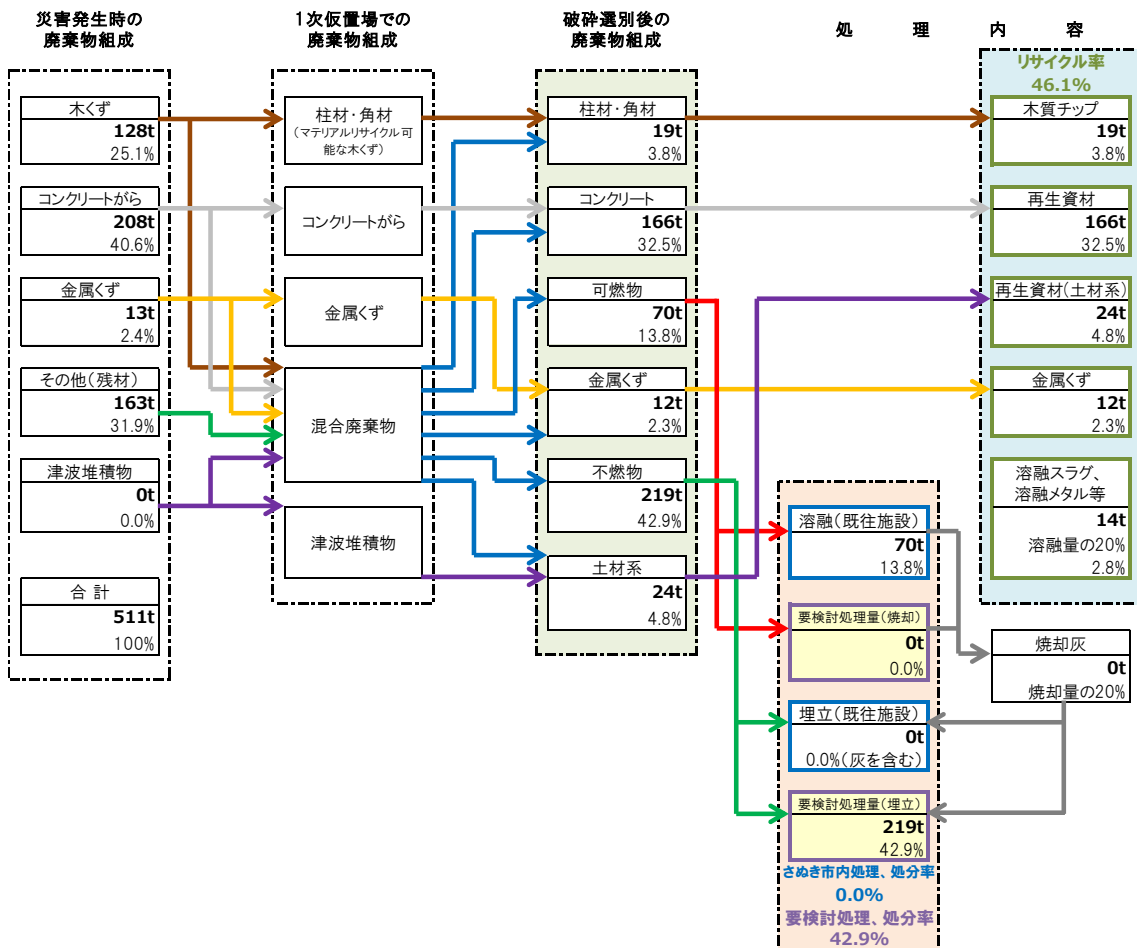 災害発生時の
廃棄物組成
木くず
128t
25.1%
コンクリートがら
208t
40.6%
金属くず
13t
2.4%
その他(残材)
163t
31.9%
津波堆積物
0t
0.0%
合 計
511t
100%
1次仮置場での
廃棄物組成
柱材・角材
(マテリアルリサイクル可
能な木くず)
コンクリートがら
金属くず
混合廃棄物
津波堆積物
破砕選別後の
廃棄物組成
柱材・角材
19t
3.8%
コンクリート
166t
32.5%
可燃物
70t
13.8%
金属くず
12t
2.3%
不燃物
219t
42.9%
土材系
24t
4.8%
処 理 内 容
溶融(既往施設)
70t
13.8%
要検討処理量(焼却)
0t
0.0%
埋立(既往施設)
0t
0.0%(灰を含む)
要検討処理量(埋立)
219t
42.9%
さぬき市内処理、処分率
0.0%
要検討処理、処分率
42.9%
リサイクル率
46.1%
木質チップ
19t
3.8%
再生資材
166t
32.5%
再生資材(土材系)
24t
4.8%
金属くず
12t
2.3%
溶融スラグ、
溶融メタル等
14t
溶融量の20%
2.8%
焼却灰
0t
焼却量の20%